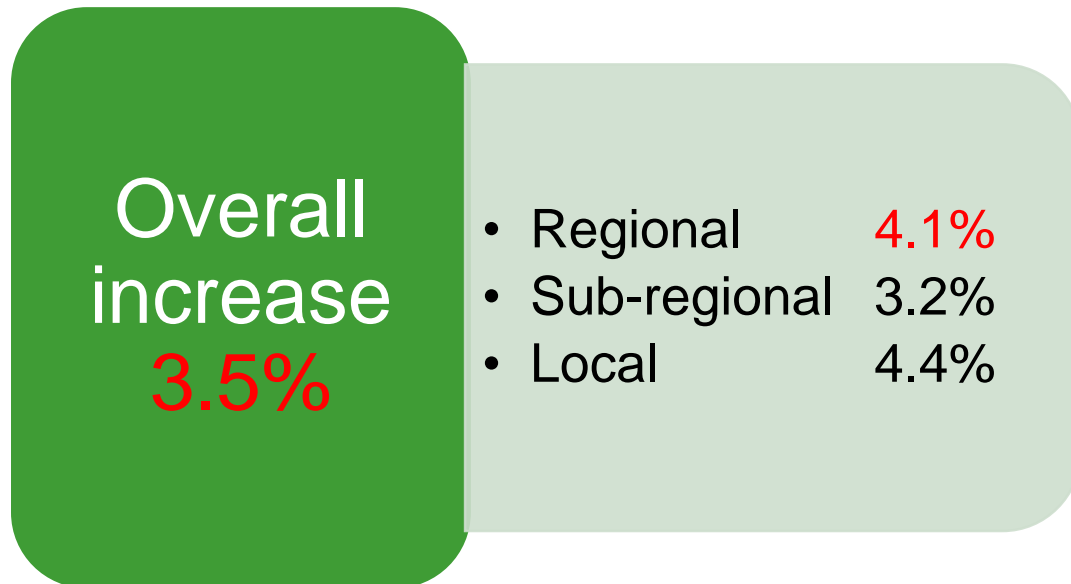 Overall
increase
3.5%
• Regional 4.1%
• Sub-regional 3.2%
• Local 4.4%